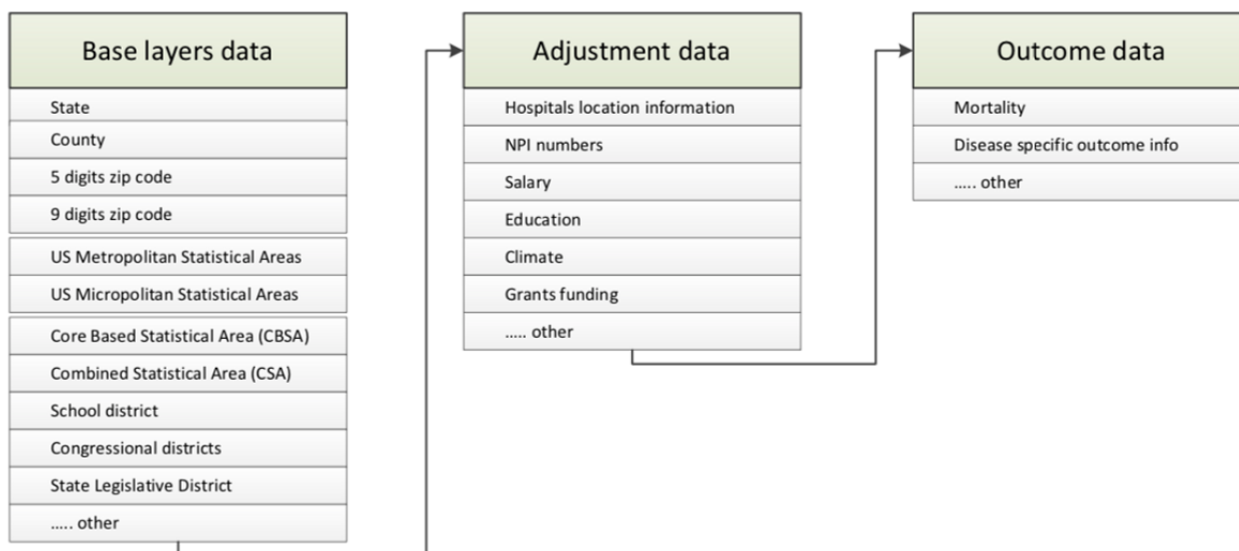 Base layers data
State
County
5 digits zip code
9 digits zip code
US Metropolitan Statistical Areas
US Micropolitan Statistical Areas
Core Based Statistical Area (CBSA)
Combined Statistical Area (CSA)
School district
Congressional districts
State Legislative District
..... other
Adjustment data
Hospitals location information
NPI numbers
Salary
Education
Climate
Grants funding
..... other
Outcome data
Mortality
Disease specific outcome info
..... other